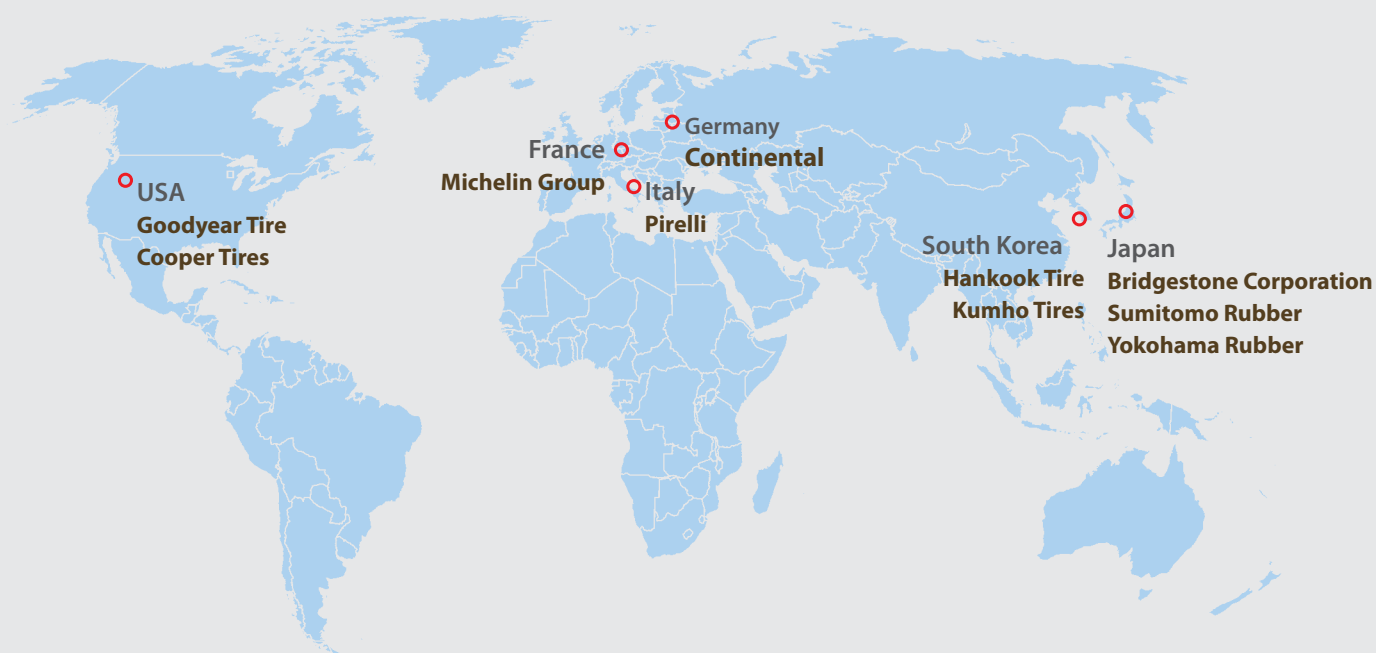 Germany
Continental
France
Michelin Group
USA
Goodyear Tire
Cooper Tires
Italy
Pirelli
South Korea
Hankook Tire
Kumho Tires
Japan
Bridgestone Corporation
Sumitomo Rubber
Yokohama Rubber